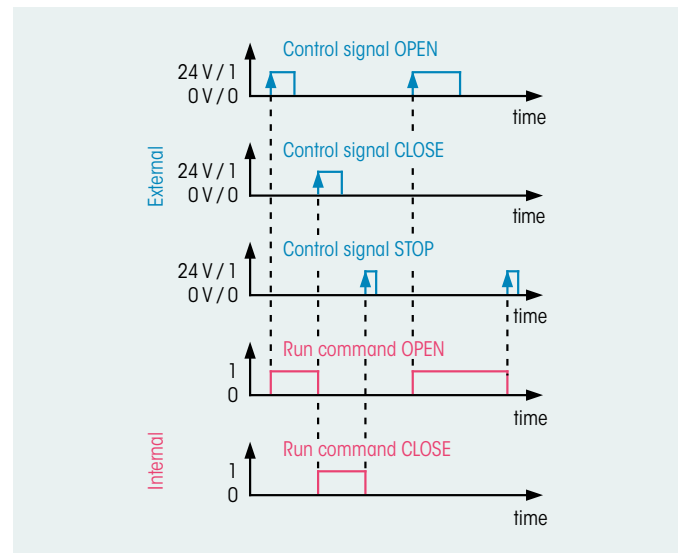 Control signal OPEN
24 V / 1
0 V / 0
time
External
Control signal CLOSE
24 V / 1
0 V / 0
time
Control signal STOP
24 V / 1
0 V / 0
time
Run command OPEN
1
0
time
Internal
Run command CLOSE
1
0
time